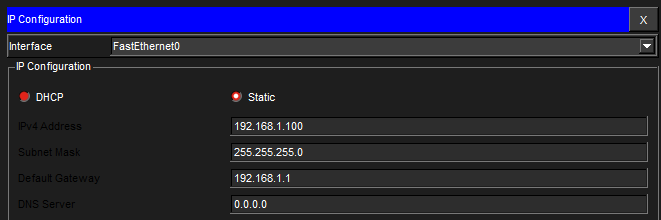 IP Configuration X
Interface FastEthernet0
IP Configuration
DHCP Static
IPv4 Address 192.168.1.100
Subnet Mask 255.255.255.0
Default Gateway 192.168.1.1
DNS Server 0.0.0.0